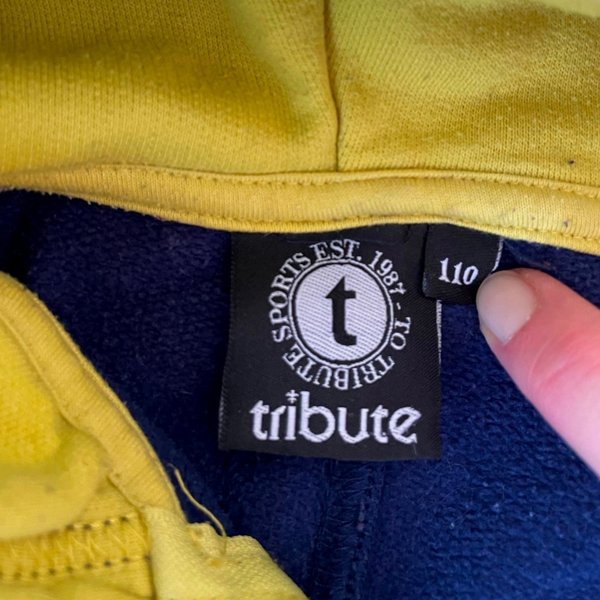 TO TRIBUTE SPORTS EST. 1987 -
t
tribute
110